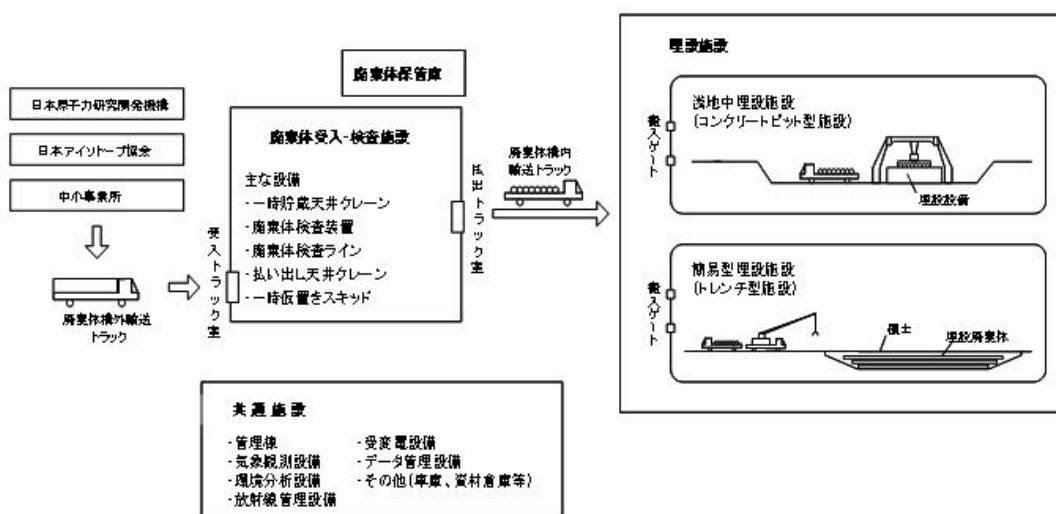 日本原子力研究開発機構
日本アイソトープ協会
中小事業所
廃棄体構外輸送
トラック
受入トラック室
廃棄体保管庫
廃棄体受入・検査施設
主な設備
・一時貯蔵天井クレーン
・廃棄体検査装置
・廃棄体検査ライン
・払い出し天井クレーン
・一時仮置きスキッド
払出トラック室
廃棄体構内
輸送トラック
共通施設
・管理棟
・気象観測設備
・環境分析設備
・放射線管理設備
・受変電設備
・データ管理設備
・その他(車庫、資材倉庫等)
埋設施設
搬入ゲート
浅地中埋設施設
(コンクリートピット型施設)
埋設設備
搬入ゲート
簡易型埋設施設
(トレンチ型施設)
覆土
埋設廃棄体